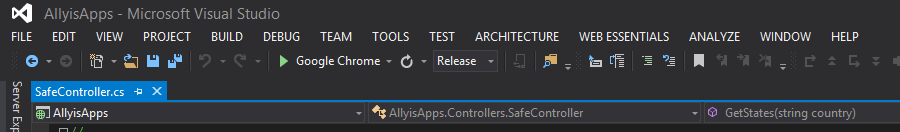 AllyisApps - Microsoft Visual Studio
FILE EDIT VIEW PROJECT BUILD DEBUG TEAM TOOLS TEST ARCHITECTURE WEB ESSENTIALS ANALYZE WINDOW HELP
Google Chrome Release
SafeController.cs
AllyisApps AllyisApps.Controllers.SafeController GetStates(string country)
Server Exp
//